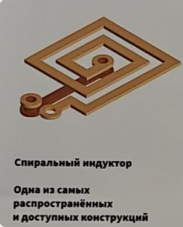 Спиральный индуктор
Одна из самых
распространённых
и доступных конструкций